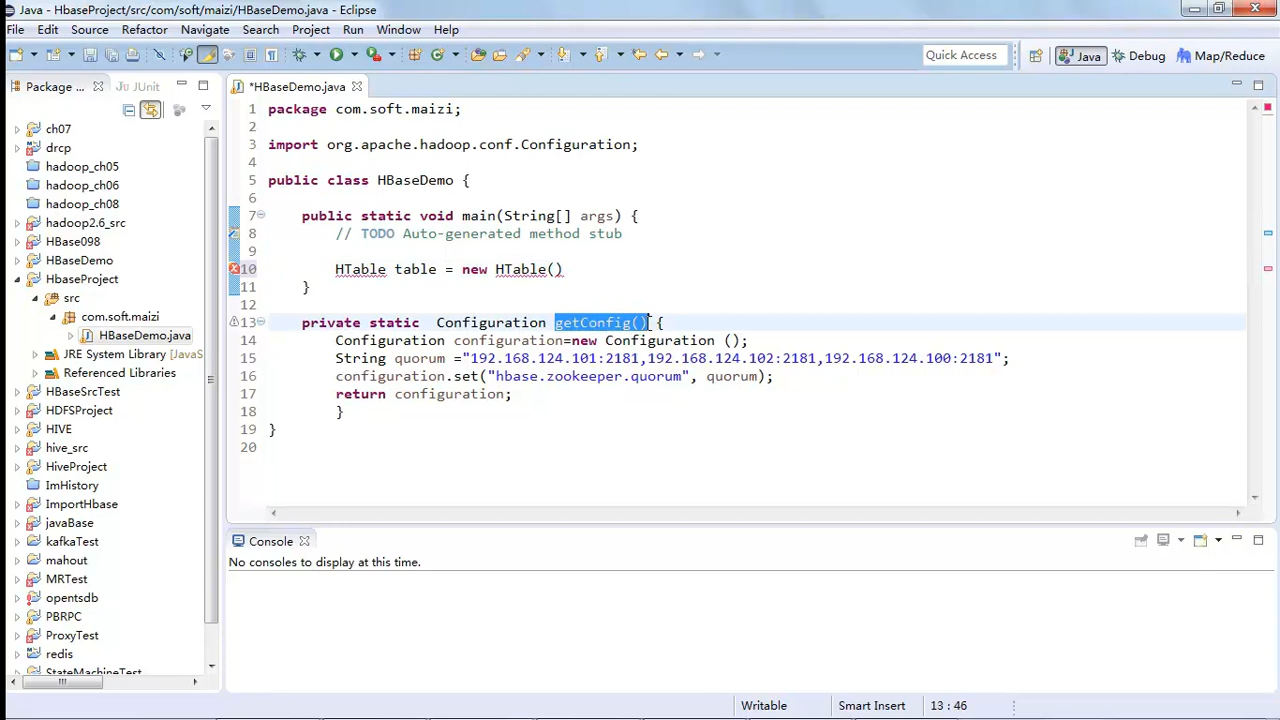 Java - HbaseProject/src/com/soft/maizi/HBaseDemo.java - Eclipse
File Edit Source Refactor Navigate Search Project Run Window Help
Quick Access Java Debug Map/Reduce
Package ... JUnit
ch07
drcp
hadoop_ch05
hadoop_ch06
hadoop_ch08
hadoop2.6_src
HBase098
HBaseDemo
HbaseProject
src
com.soft.maizi
HBaseDemo.java
JRE System Library [JavaS
Referenced Libraries
HBaseSrcTest
HDFSProject
HIVE
hive_src
HiveProject
ImHistory
ImportHbase
javaBase
kafkaTest
mahout
MRTest
opentsdb
PBRPC
ProxyTest
redis
StateMachineTest
*HBaseDemo.java
1 package com.soft.maizi;
2
3 import org.apache.hadoop.conf.Configuration;
4
5 public class HBaseDemo {
6
7 public static void main(String[] args) {
8 // TODO Auto-generated method stub
9
10 HTable table = new HTable()
11 }
12
13 private static  Configuration getConfig() {
14 Configuration configuration=new Configuration ();
15 String quorum ="192.168.124.101:2181,192.168.124.102:2181,192.168.124.100:2181";
16 configuration.set("hbase.zookeeper.quorum", quorum);
17 return configuration;
18 }
19 }
20
Console
No consoles to display at this time.
Writable Smart Insert 13 : 46